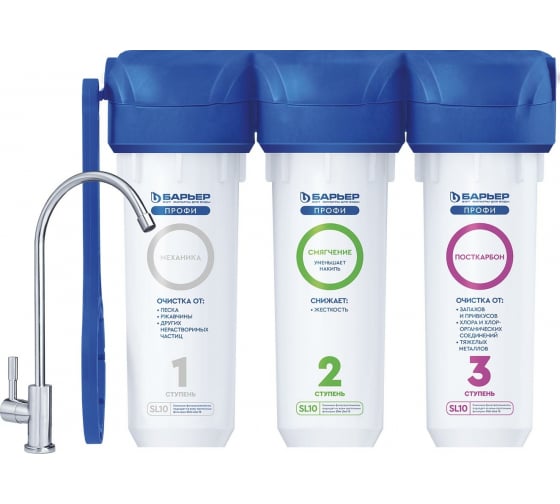 БАРЬЕР
ПРОФИ
МЕХАНИКА
ОЧИСТКА ОТ:
• ПЕСКА
• РЖАВЧИНЫ
• ДРУГИХ
НЕРАСТВОРИМЫХ
ЧАСТИЦ
1
СТУПЕНЬ
SL10
БАРЬЕР
ПРОФИ
СМЯГЧЕНИЕ
УМЕНЬШАЕТ
НАКИПЬ
СНИЖАЕТ:
• ЖЕСТКОСТЬ
2
СТУПЕНЬ
SL10
БАРЬЕР
ПРОФИ
ПОСТКАРБОН
ОЧИСТКА ОТ:
• ЗАПАХОВ
И ПРИВКУСОВ
• ХЛОРА И ХЛОР-
ОРГАНИЧЕСКИХ
СОЕДИНЕНИЙ
• ТЯЖЕЛЫХ
МЕТАЛЛОВ
3
СТУПЕНЬ
SL10